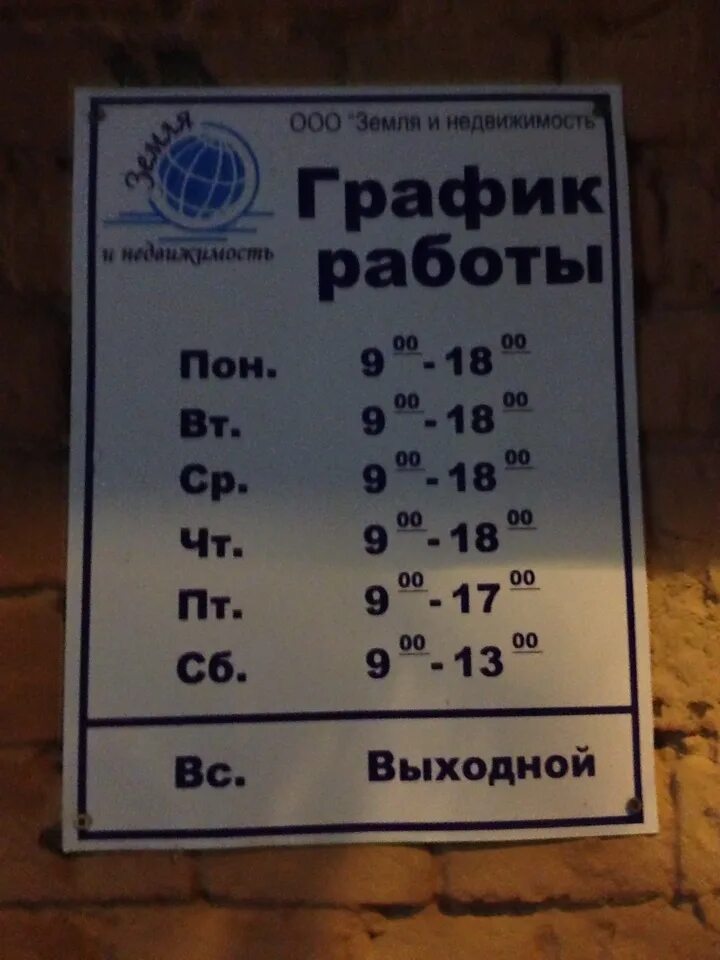 Земля
и недвижимость
ООО "Земля и недвижимость"
График
работы
Пон. 9 00 - 18 00
Вт. 9 00 - 18 00
Ср. 9 00 - 18 00
Чт. 9 00 - 18 00
Пт. 9 00 - 17 00
Сб. 9 00 - 13 00
Вс. Выходной